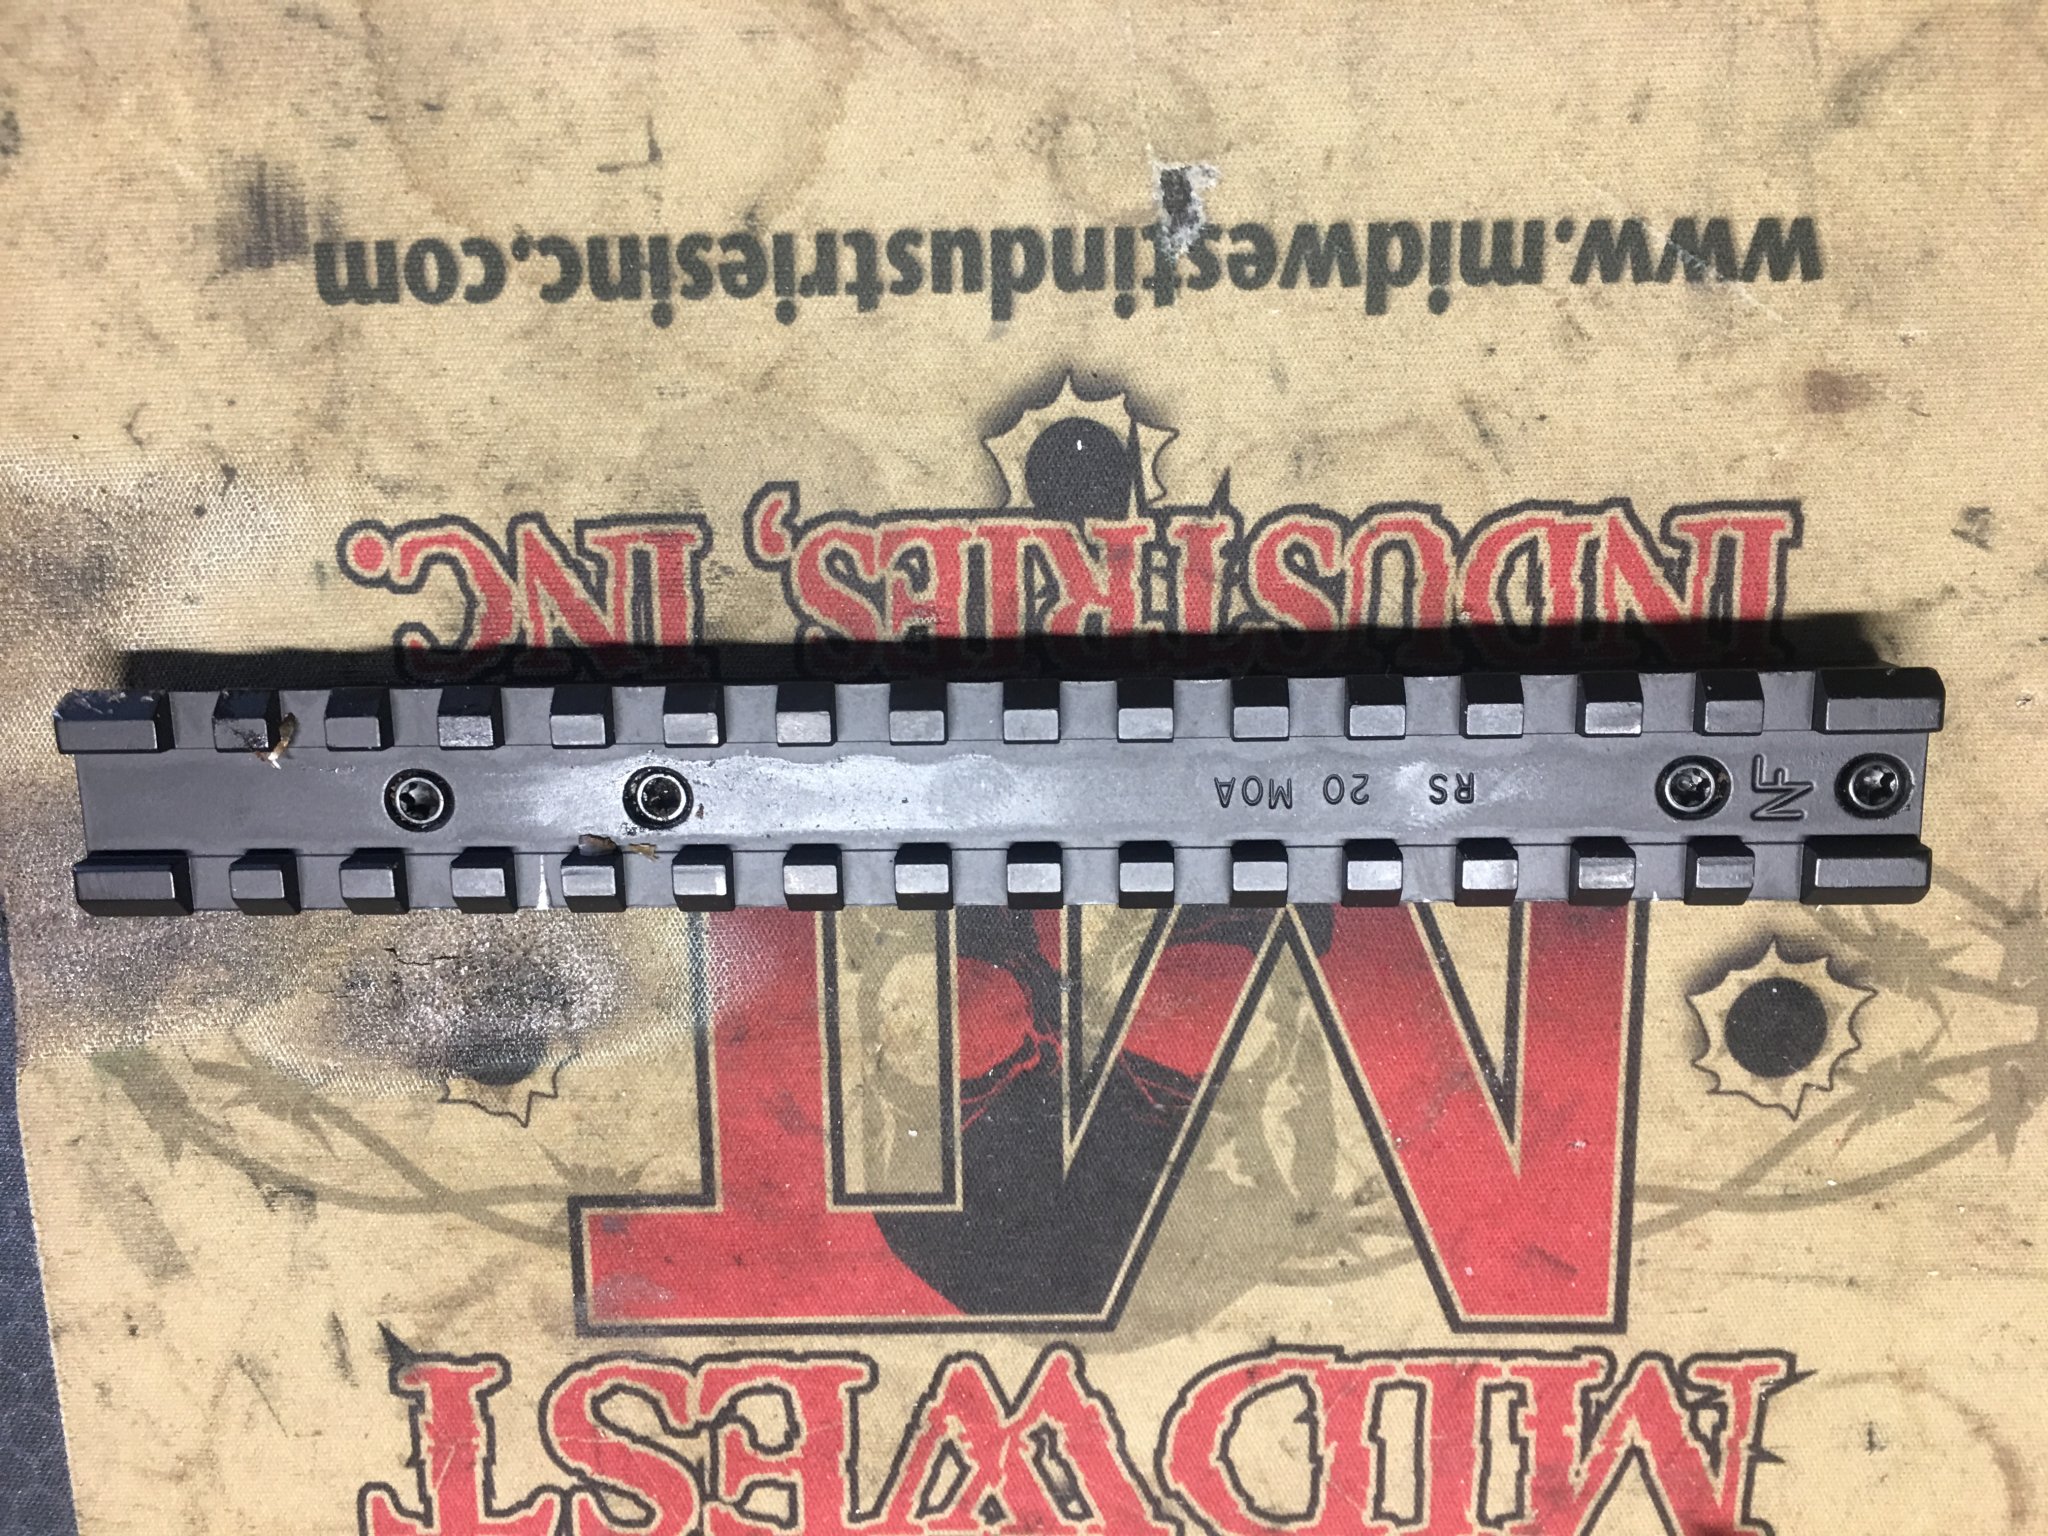 MIDWEST
MI
NF
RS 20 MOA
INDUSTRIES, INC.
www.midwestindustriesinc.com